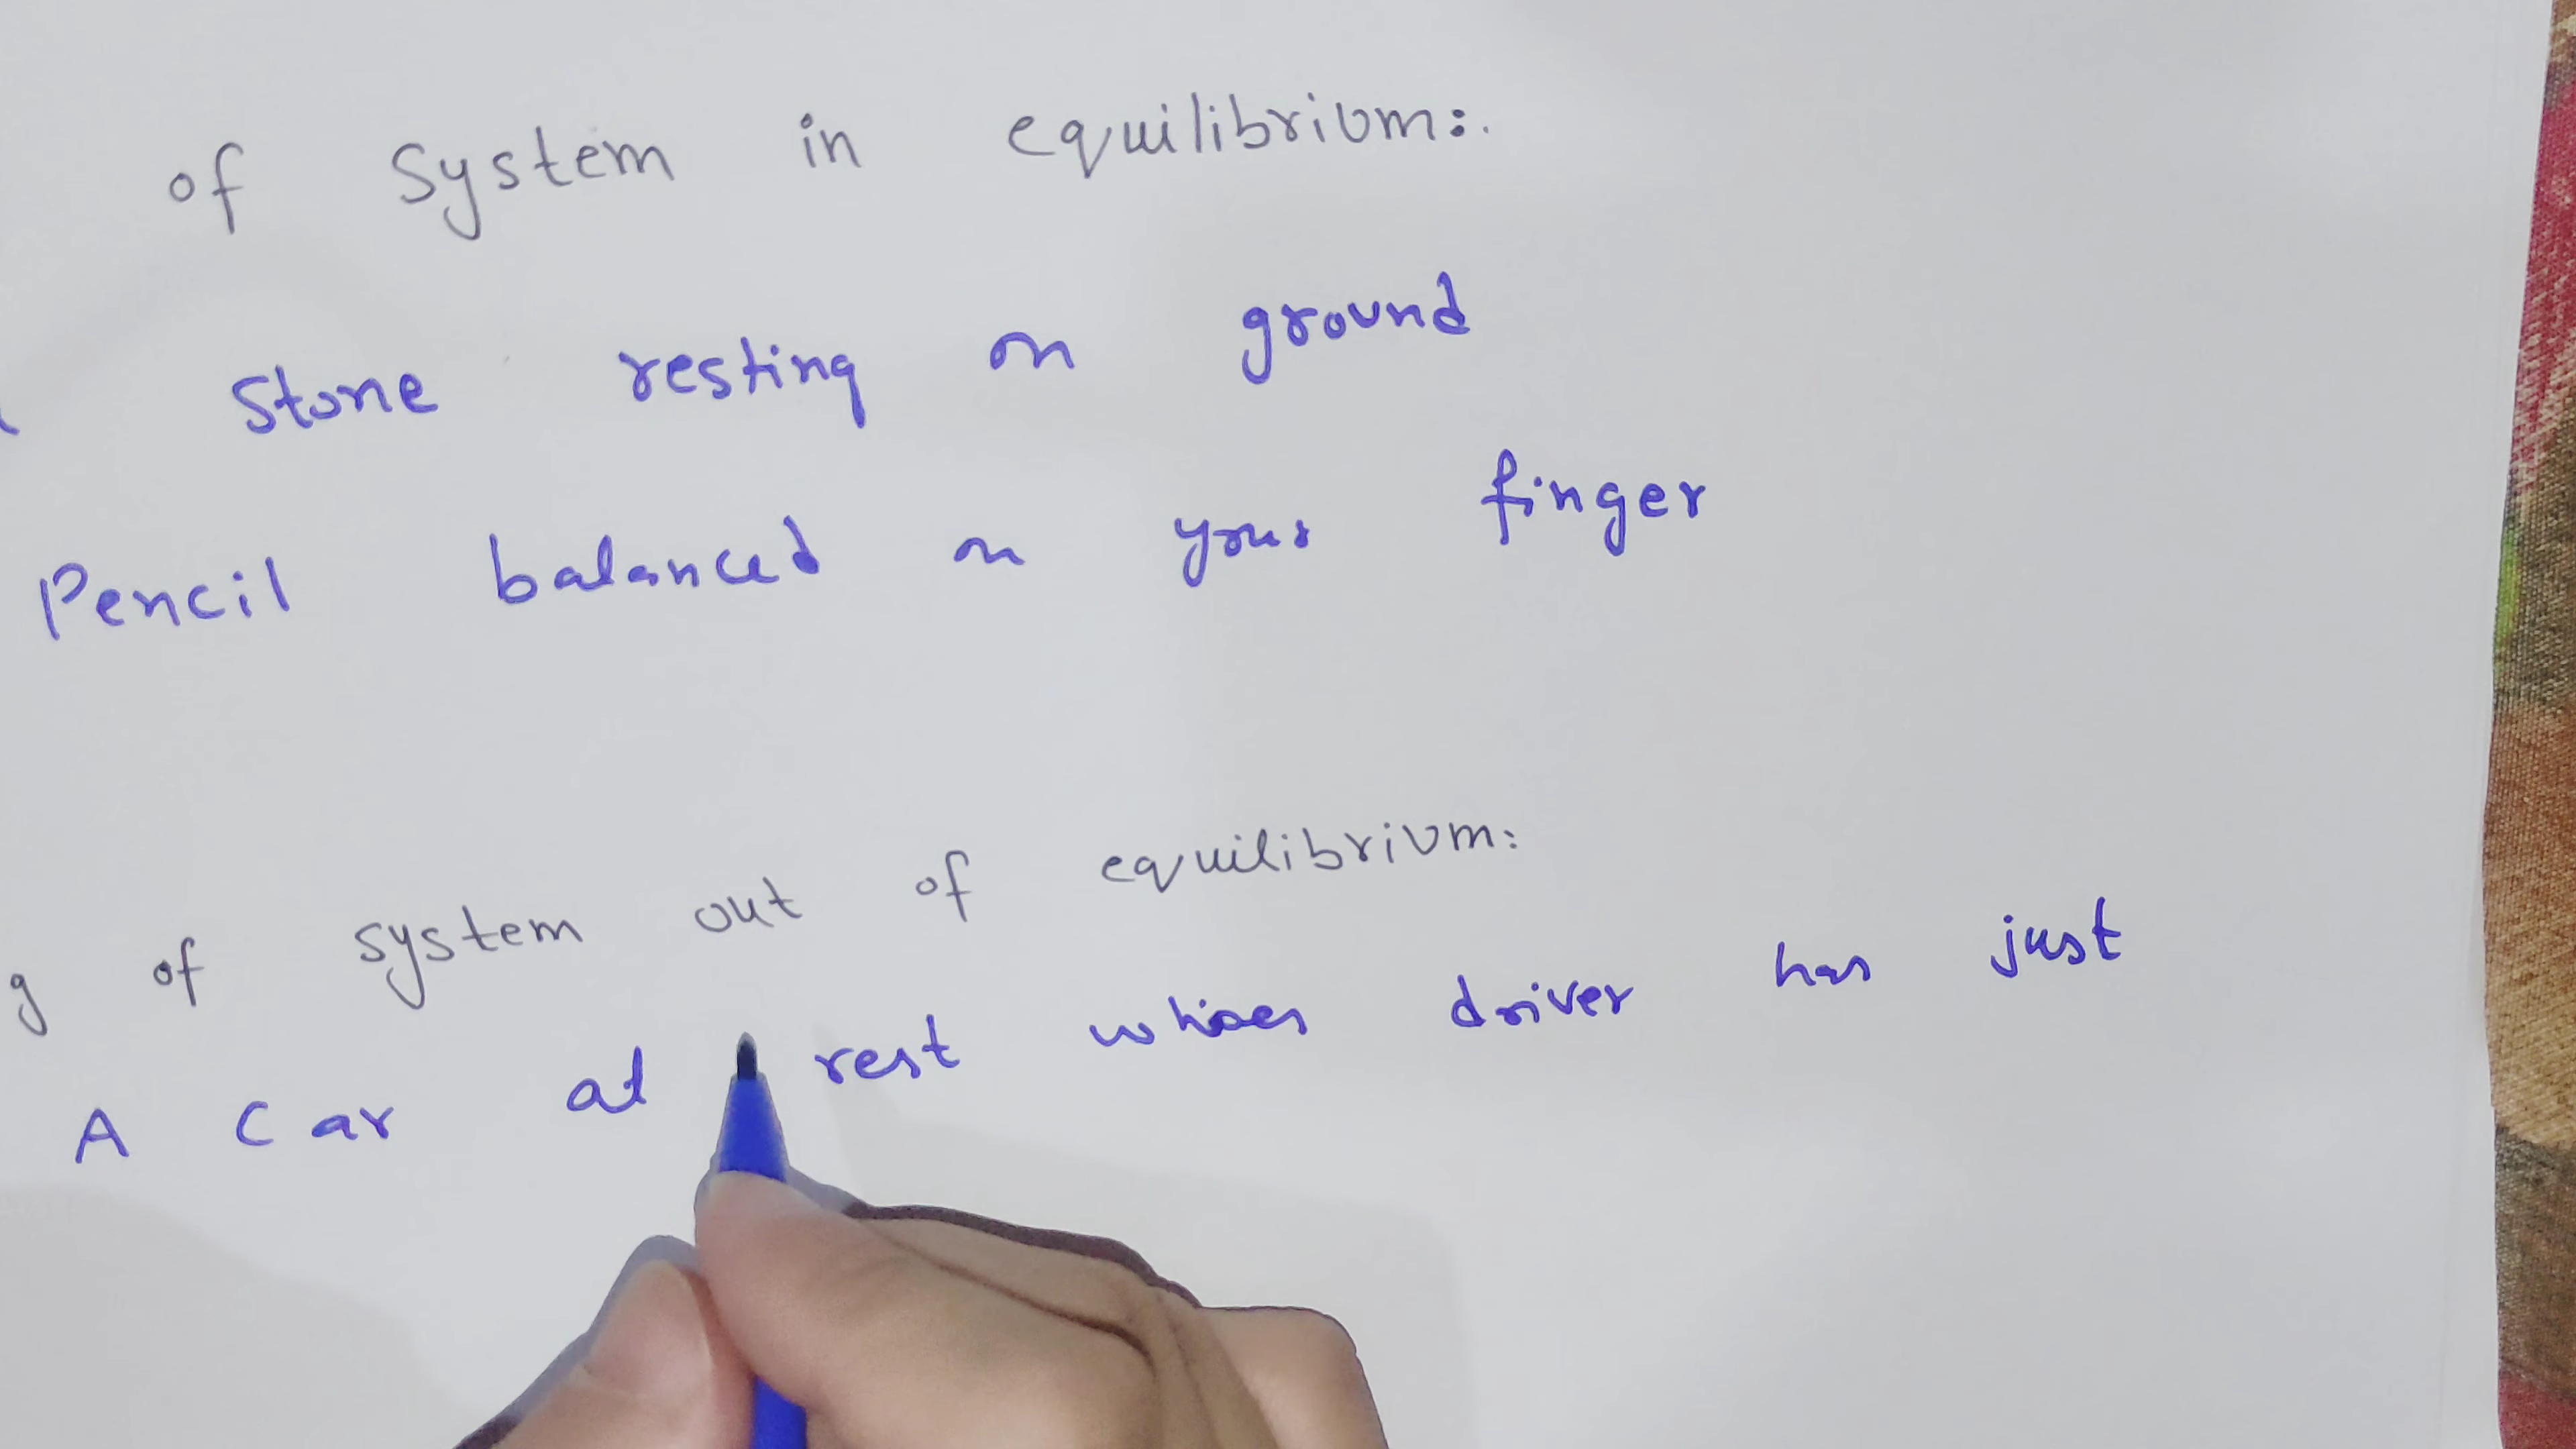 of System in equilibrium:.
Stone resting on ground
Pencil balanced on your finger
g of system out of equilibrium:
A Car at rest driver has just